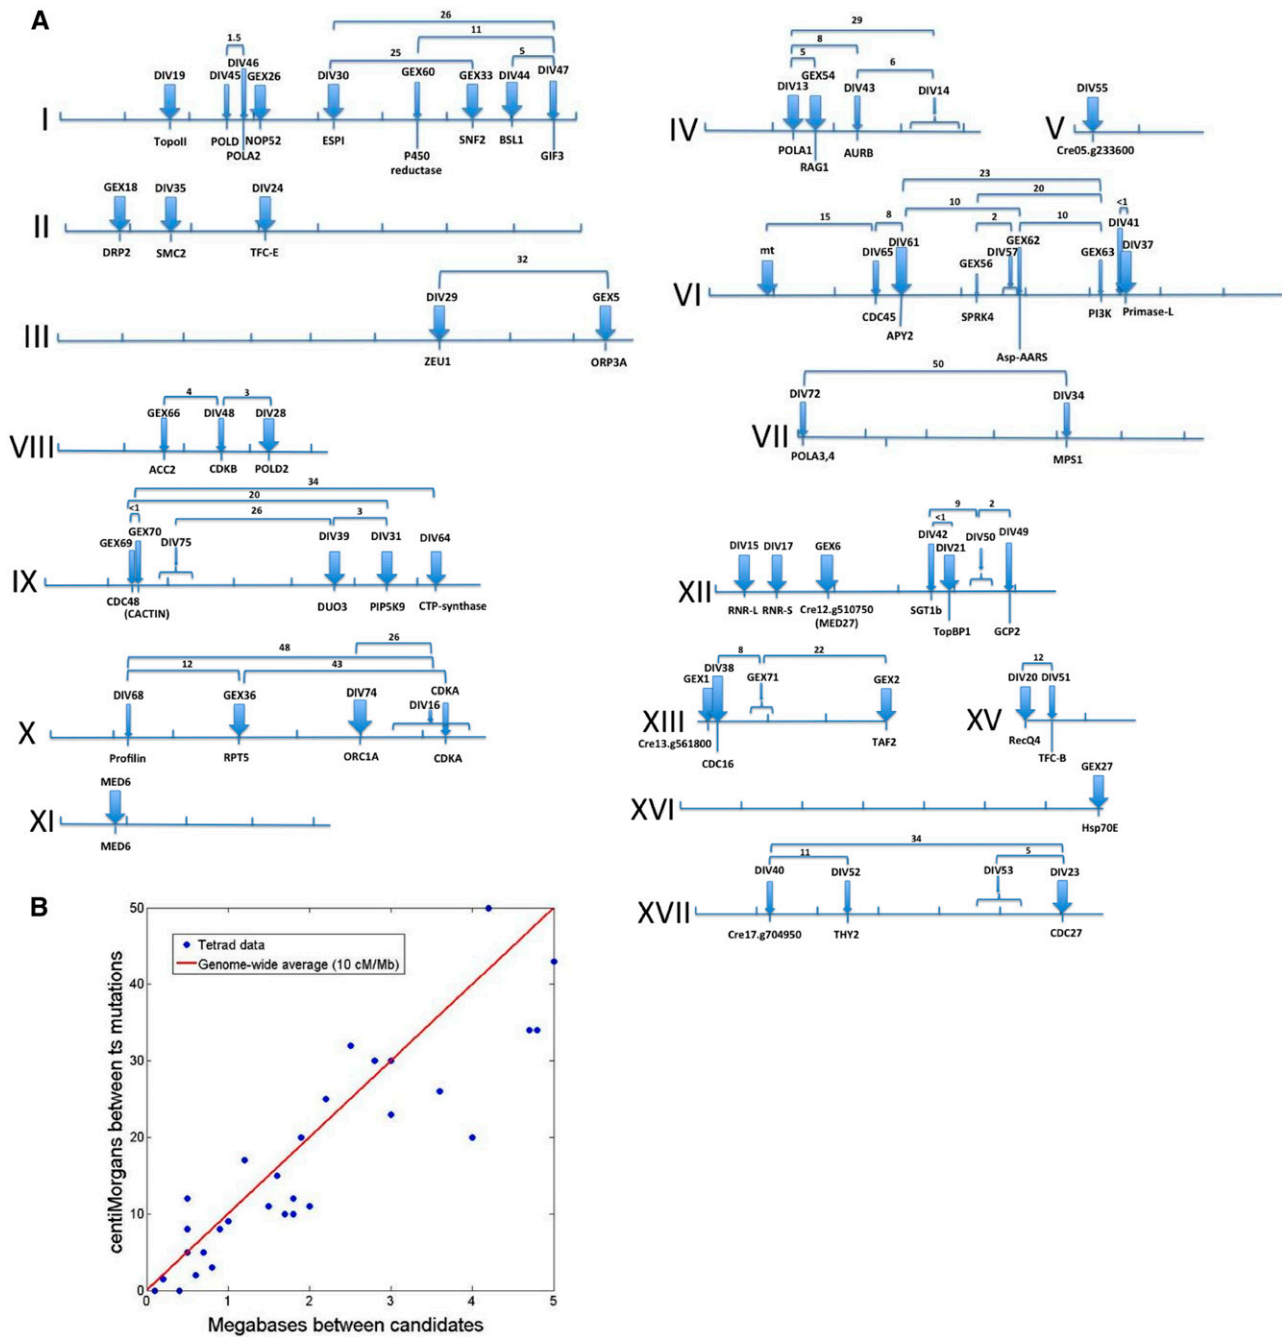 A
26
11
1.5
25
5
DIV46
DIV19 DIV45 GEX26 DIV30 GEX60 GEX33 DIV44 DIV47
I
TopoII POLD NOP52 ESPI P450 SNF2 BSL1 GIF3
POLA2 reductase
GEX18 DIV35 DIV24
II
DRP2 SMC2 TFC-E
32
DIV29 GEX5
III
ZEU1 ORP3A
4 3
GEX66 DIV48 DIV28
VIII
ACC2 CDKB POLD2
34
20
<1 26 3
GEX70
GEX69 DIV75 DIV39 DIV31 DIV64
IX
CDC48 DUO3 PIP5K9 CTP-synthase
(CACTIN)
26
48
12 43
CDKA
DIV68 GEX36 DIV74 DIV16
X
Profilin RPT5 ORC1A CDKA
MED6
XI
MED6
29
8
5 6
GEX54
DIV13 DIV43 DIV14
IV
POLA1 AURB
RAG1
DIV55
V
Cre05.g233600
23
20
10 <1
15 8 2 10
DIV41
mt DIV65 DIV61 GEX56 DIV57 GEX62 GEX63 DIV37
VI
CDC45 SPRK4 PI3K Primase-L
APY2
Asp-AARS
50
DIV72 DIV34
VII
POLA3,4 MPS1
9 2
<1
DIV15 DIV17 GEX6 DIV42 DIV21 DIV50 DIV49
XII
RNR-L RNR-S Cre12.g510750 SGT1b
(MED27) TopBP1 GCP2
8 22
DIV38
GEX1 GEX71 GEX2
XIII
Cre13.g561800 TAF2
CDC16
12
DIV20 DIV51
XV
RecQ4
TFC-B
GEX27
XVI
Hsp70E
34
11 5
DIV40 DIV52 DIV53 DIV23
XVII
Cre17.g704950 THY2 CDC27
B
50
40
30
20
10
0
Tetrad data
Genome-wide average (10 cM/Mb)
centiMorgans between ts mutations
0 1 2 3 4 5
Megabases between candidates